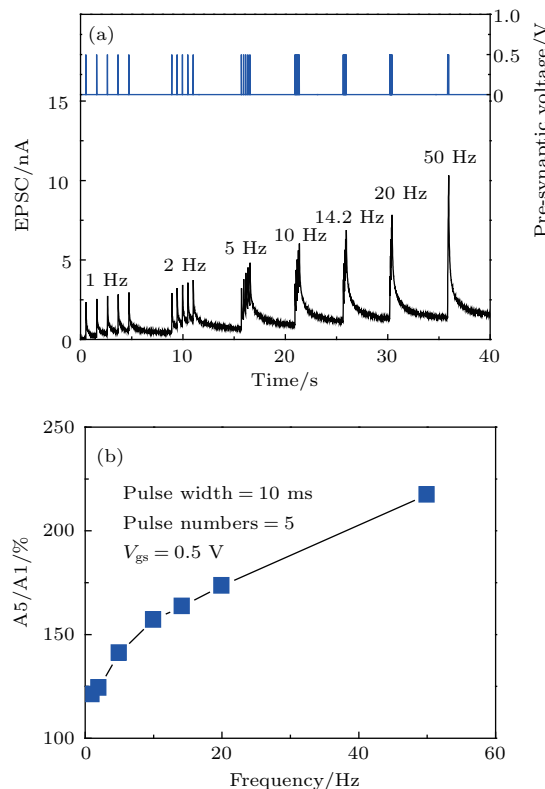 (a)
1.0
0.5
0
Pre-synaptic voltage/V
15
10
5
0
EPSC/nA
1 Hz
2 Hz
5 Hz
10 Hz
14.2 Hz
20 Hz
50 Hz
0 10 20 30 40
Time/s
(b)
250
200
150
100
A5/A1/%
Pulse width = 10 ms
Pulse numbers = 5
Vgs = 0.5 V
0 20 40 60
Frequency/Hz